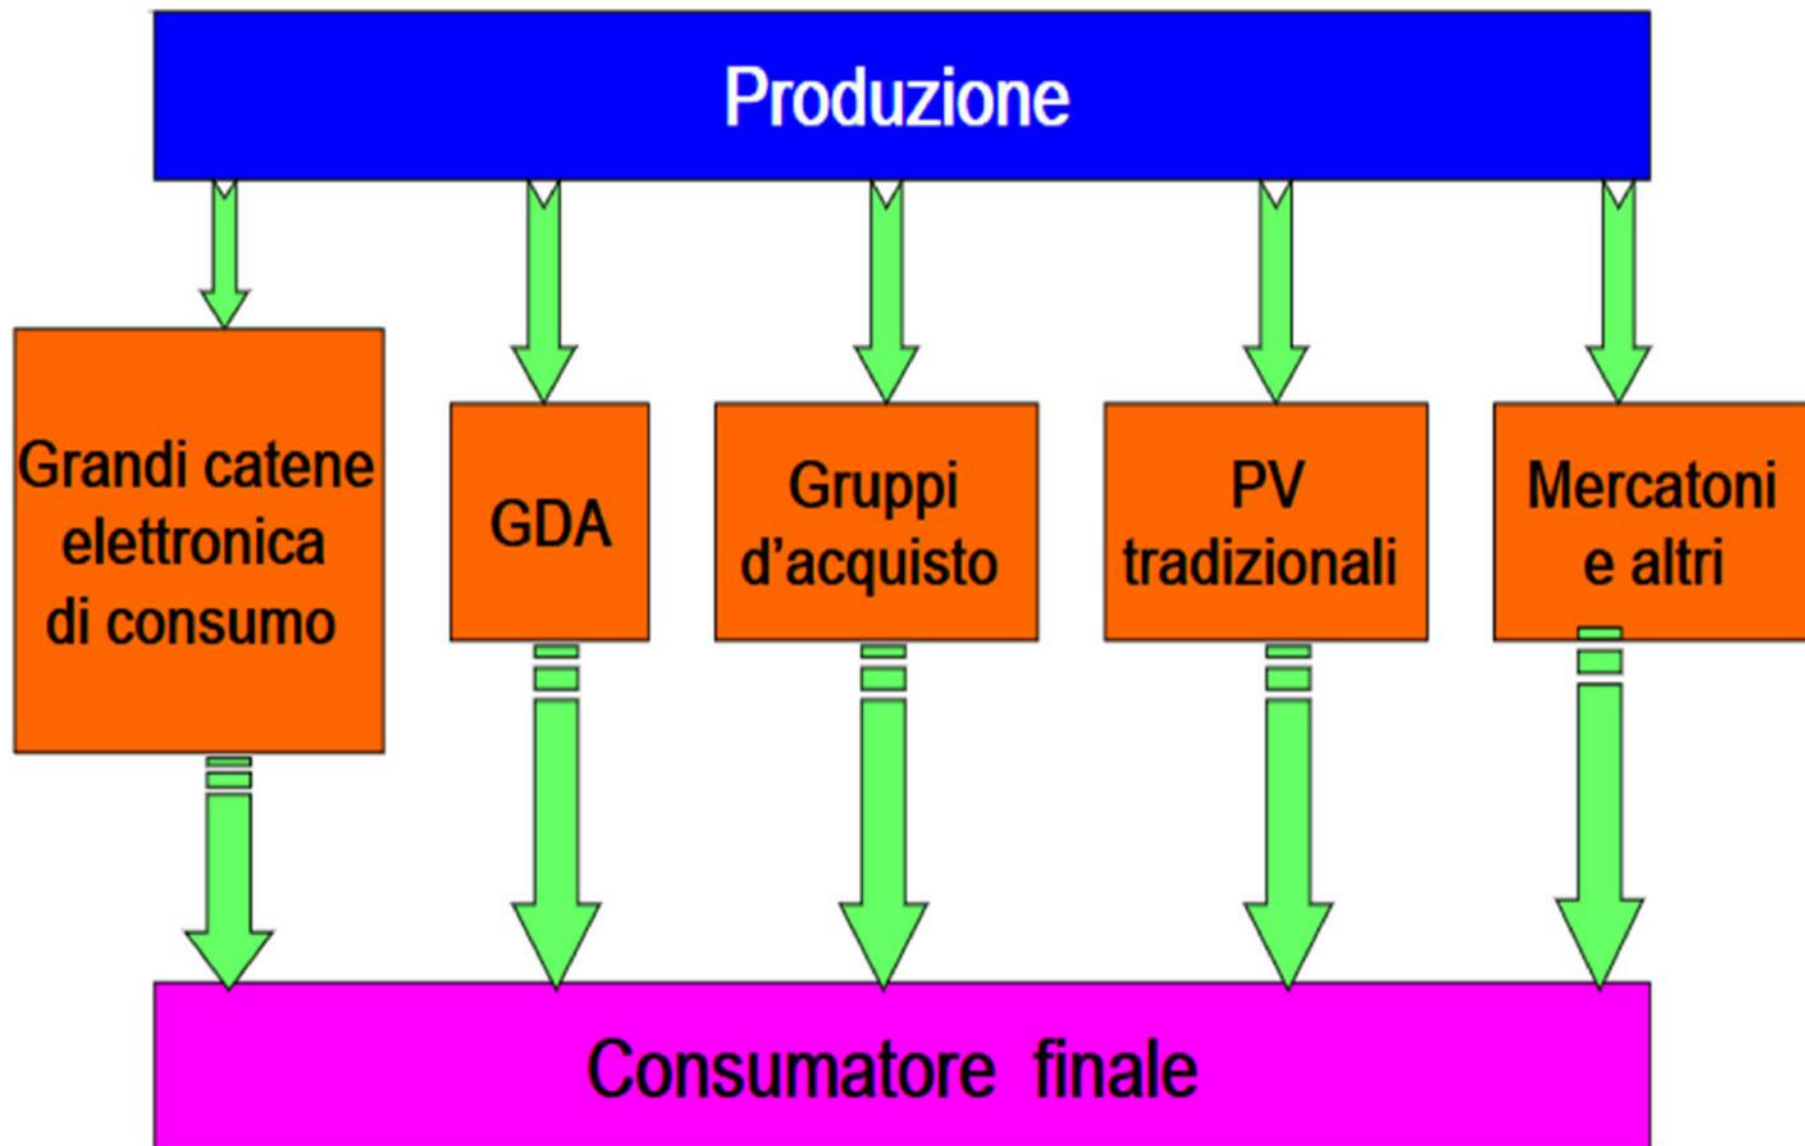 Produzione
Grandi catene
elettronica
di consumo
GDA
Gruppi
d'acquisto
PV
tradizionali
Mercatoni
e altri
Consumatore finale